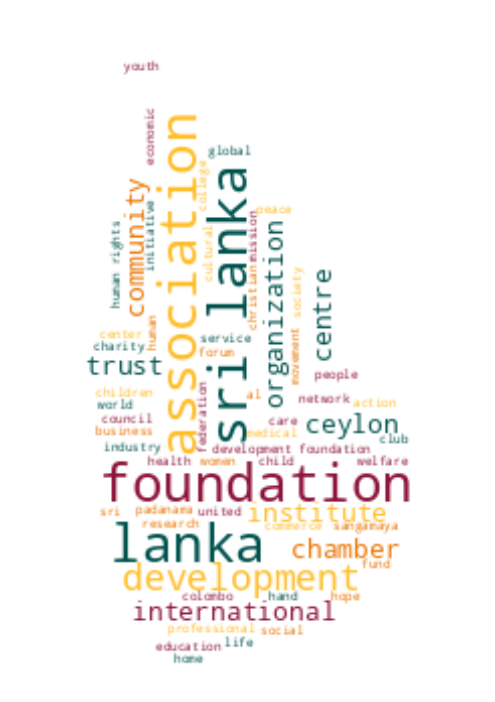 youth
economic
association
global
college
sri lanka
community
initiative
peace
mission
human rights
cultural
organization
christian
society
centre
human
center
charity
service
movement
trust
forum
people
children
world
federation
al
network
action
council
care
ceylon
business
medical
club
industry
development foundation
health
women
child
welfare
foundation
sri
padanama
united
institute
research
commerce
sangamaya
lanka
chamber
fund
development
colombo
hand
hope
international
professional
social
education
life
home